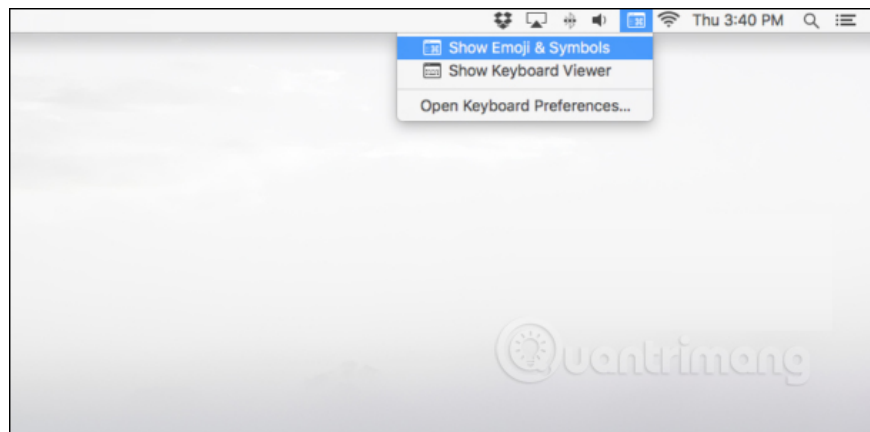 Thu 3:40 PM
Show Emoji & Symbols
Show Keyboard Viewer
Open Keyboard Preferences...
Quantrimang